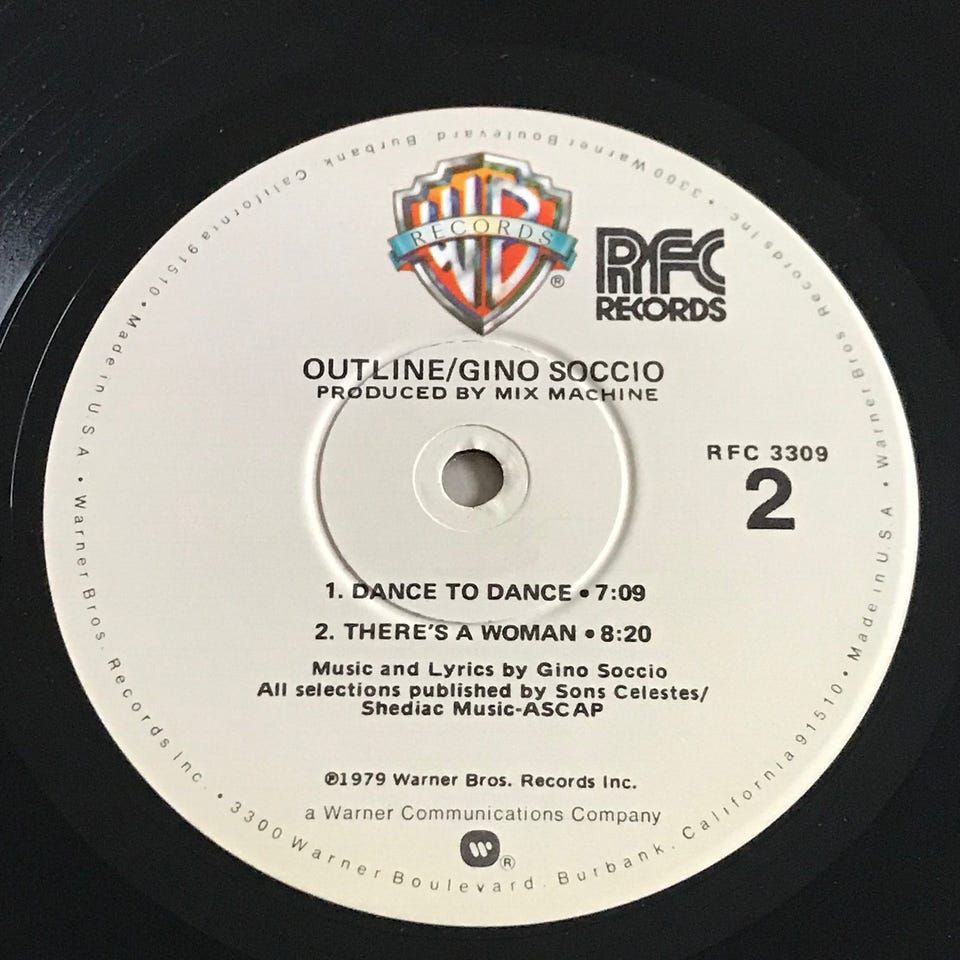 WB
RECORDS
®
RFC
RECORDS
OUTLINE/GINO SOCCIO
PRODUCED BY MIX MACHINE
RFC 3309
2
1. DANCE TO DANCE • 7:09
2. THERE'S A WOMAN • 8:20
Music and Lyrics by Gino Soccio
All selections published by Sons Celestes/
Shediac Music-ASCAP
℗1979 Warner Bros. Records Inc.
a Warner Communications Company
®
Warner Bros. Records Inc. • 3300 Warner Boulevard, Burbank, California 91510 • Made in U.S.A. • Warner Bros. Records Inc. • 3300 Warner Boulevard, Burbank, California 91510 • Made in U.S.A. •